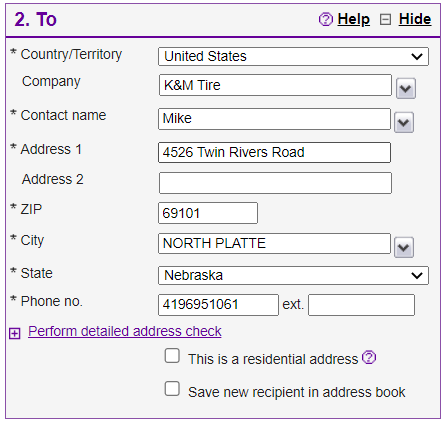 2. To ? Help Hide
* Country/Territory United States
Company K&M Tire
* Contact name Mike
* Address 1 4526 Twin Rivers Road
Address 2
* ZIP 69101
* City NORTH PLATTE
* State Nebraska
* Phone no. 4196951061 ext.
Perform detailed address check
This is a residential address ?
Save new recipient in address book